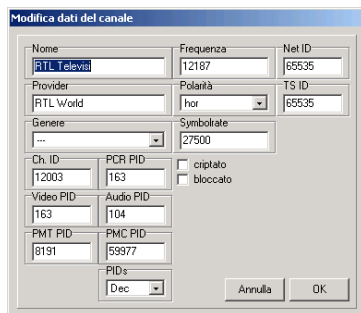 Modifica dati del canale
Nome Frequenza Net ID
RTL Televisi 12187 65535
Provider Polarità TS ID
RTL World hor 65535
Genere Symbolrate
--- 27500
Ch. ID PCR PID criptato
12003 163 bloccato
Video PID Audio PID
163 104
PMT PID PMC PID
8191 59977
PIDs
Dec Annulla OK